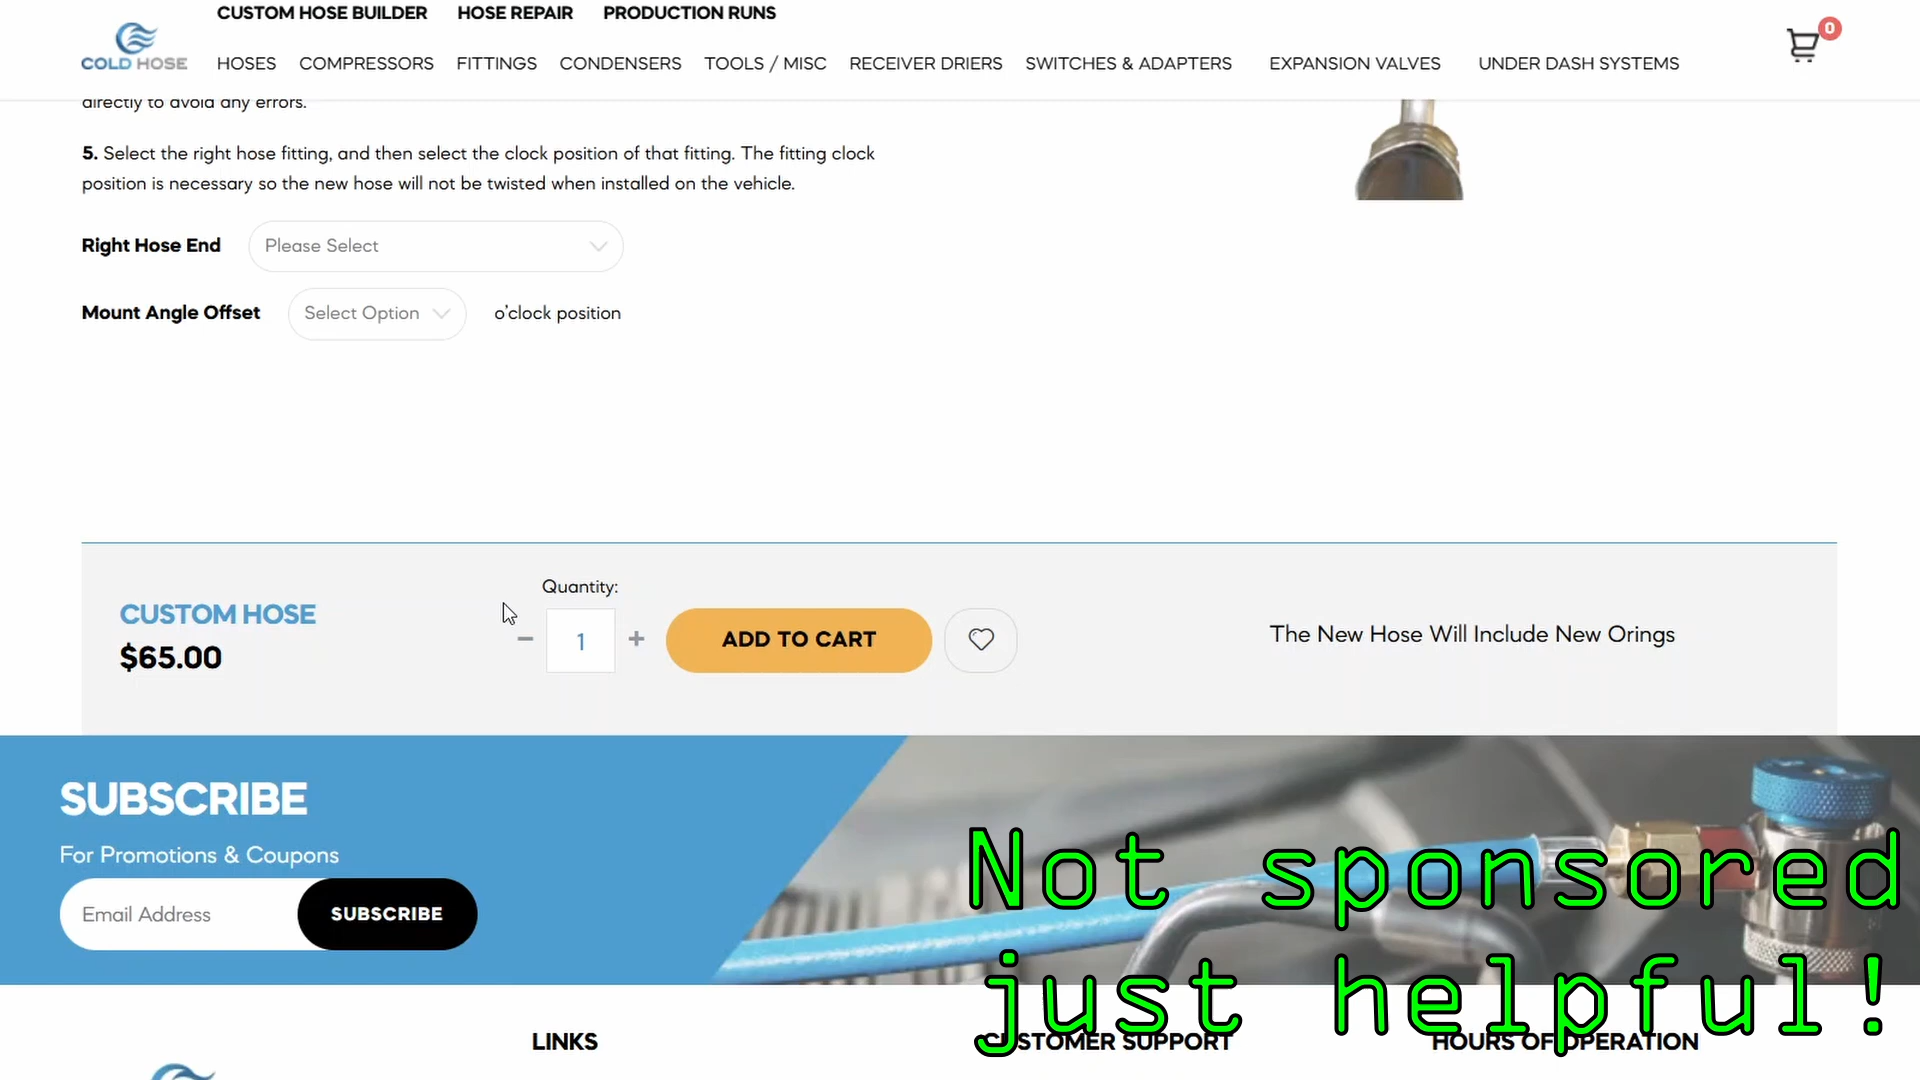 CUSTOM HOSE BUILDER HOSE REPAIR PRODUCTION RUNS
0
COLD HOSE
HOSES COMPRESSORS FITTINGS CONDENSERS TOOLS / MISC RECEIVER DRIERS SWITCHES & ADAPTERS EXPANSION VALVES UNDER DASH SYSTEMS
directly to avoid any errors.
5. Select the right hose fitting, and then select the clock position of that fitting. The fitting clock
position is necessary so the new hose will not be twisted when installed on the vehicle.
Right Hose End Please Select
Mount Angle Offset Select Option o'clock position
Quantity:
CUSTOM HOSE
$65.00
− 1 +
ADD TO CART
The New Hose Will Include New Orings
SUBSCRIBE
For Promotions & Coupons
Email Address SUBSCRIBE
Not sponsored
just helpful!
LINKS CUSTOMER SUPPORT HOURS OF OPERATION